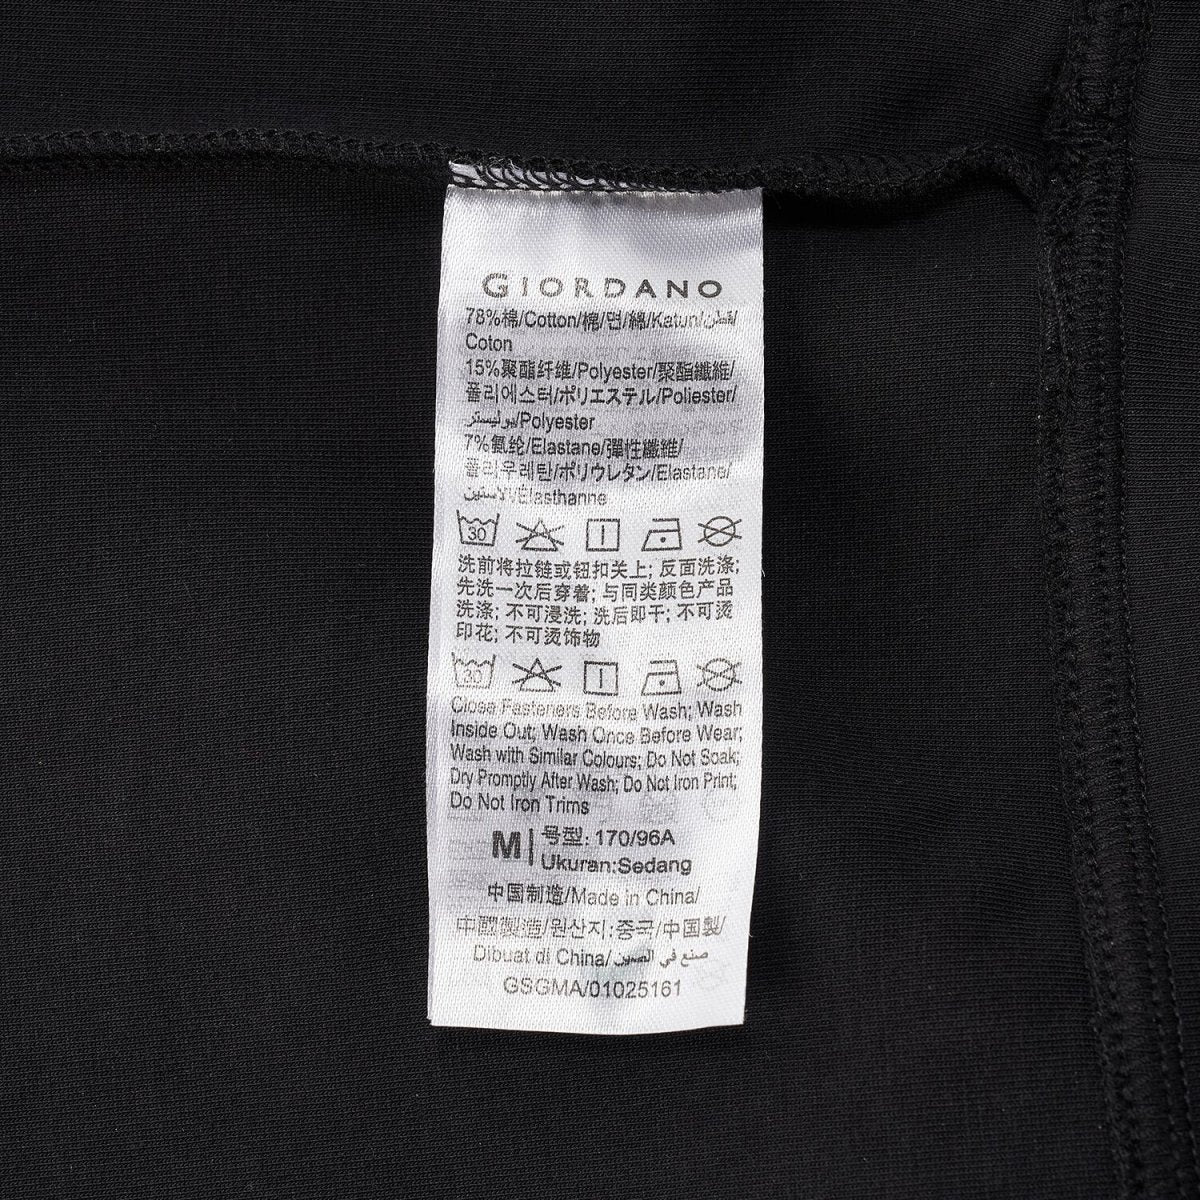 GIORDANO
78%棉/Cotton/棉/면/綿/Katun/قطن/
Coton
15%聚酯纤维/Polyester/聚酯纖維/
폴리에스터/ポリエステル/Poliester/
بوليستر/Polyester
7%氨纶/Elastane/彈性纖維/
폴리우레탄/ポリウレタン/Elastane/
الاستين/Elasthanne
30
洗前将拉链或钮扣关上; 反面洗涤;
先洗一次后穿着; 与同类颜色产品
洗涤; 不可浸洗; 洗后即干; 不可烫
印花; 不可烫饰物
30
Close Fasteners Before Wash; Wash
Inside Out; Wash Once Before Wear;
Wash with Similar Colours; Do Not Soak;
Dry Promptly After Wash; Do Not Iron Print;
Do Not Iron Trims
M 号型: 170/96A
Ukuran:Sedang
中国制造/Made in China/
中國製造/원산지:중국/中国製/
Dibuat di China/ صنع في الصين
GSGMA/01025161